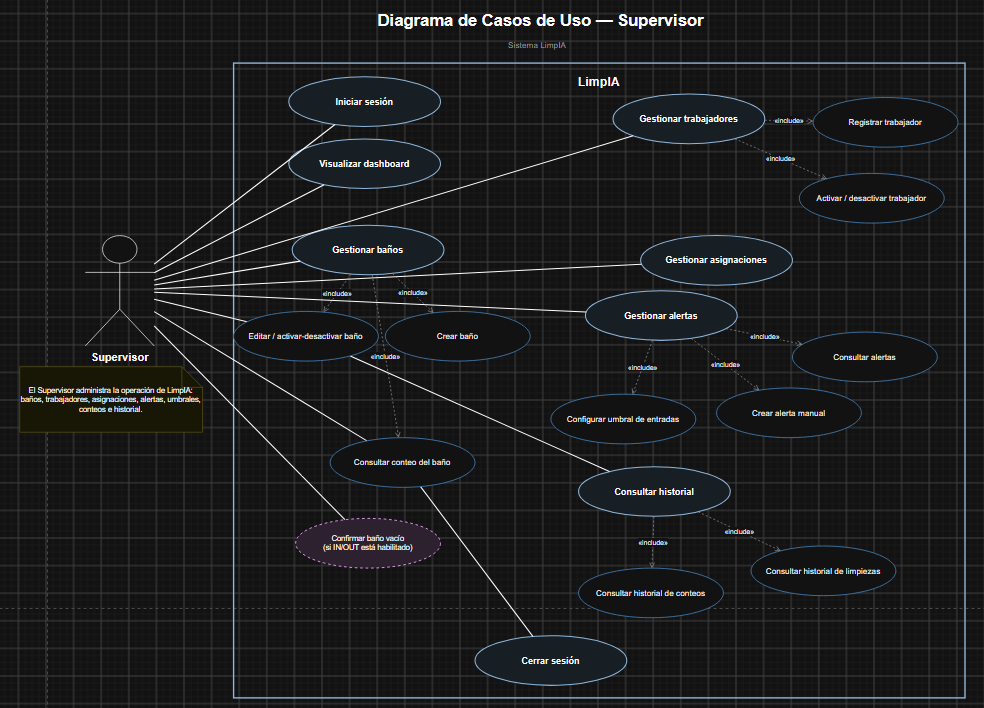 Diagrama de Casos de Uso — Supervisor
Sistema LimpIA
LimpIA
Iniciar sesión
Visualizar dashboard
Gestionar baños
«include»
«include»
«include»
Editar / activar-desactivar baño
Crear baño
Consultar conteo del baño
Confirmar baño vacío
(si IN/OUT está habilitado)
Gestionar trabajadores
«include»
Registrar trabajador
«include»
Activar / desactivar trabajador
Gestionar asignaciones
Gestionar alertas
«include»
Consultar alertas
«include»
«include»
Crear alerta manual
Configurar umbral de entradas
Consultar historial
«include»
«include»
Consultar historial de limpiezas
Consultar historial de conteos
Cerrar sesión
Supervisor
El Supervisor administra la operación de LimpIA:
baños, trabajadores, asignaciones, alertas, umbrales,
conteos e historial.